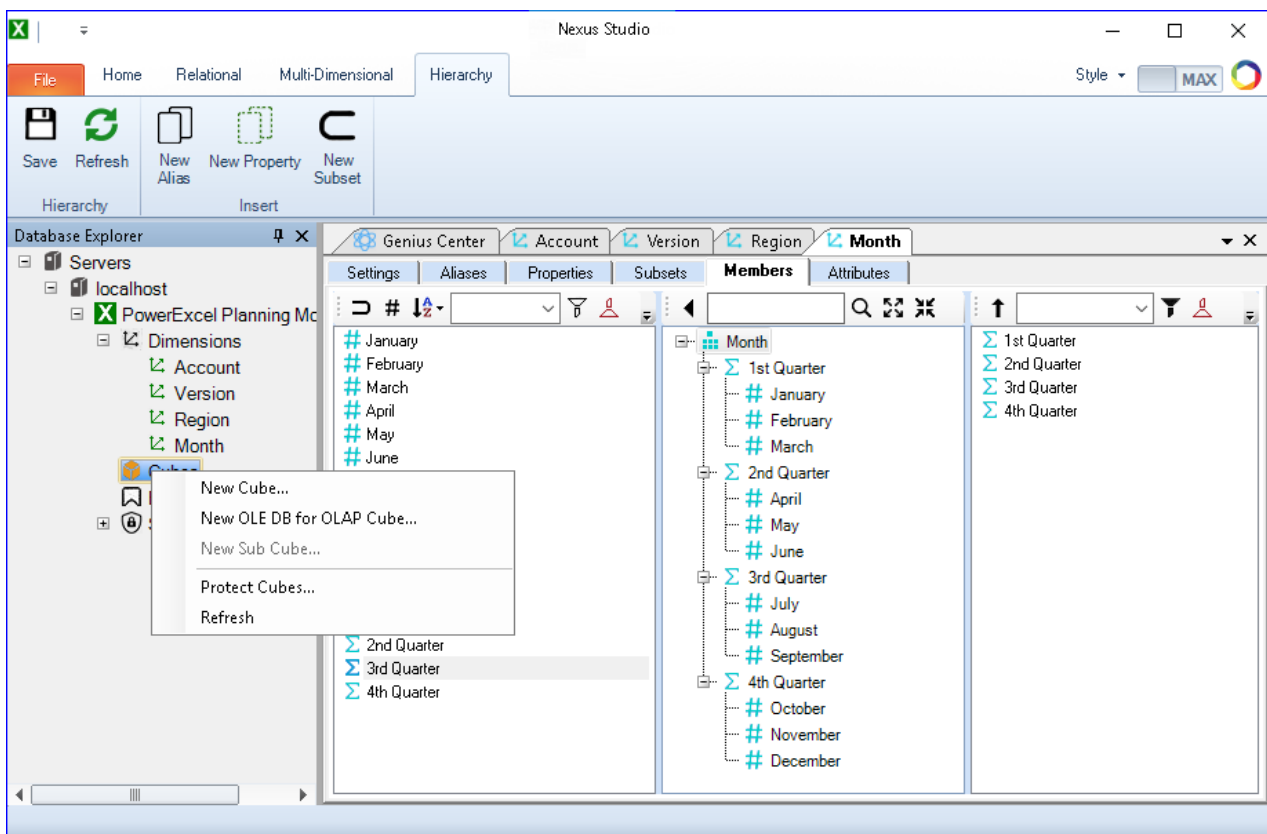 Nexus Studio
File Home Relational Multi-Dimensional Hierarchy Style MAX
Save Refresh New Alias New Property New Subset
Hierarchy Insert
Database Explorer
Servers
localhost
PowerExcel Planning Mo
Dimensions
Account
Version
Region
Month
New Cube...
New OLE DB for OLAP Cube...
New Sub Cube...
Protect Cubes...
Refresh
Genius Center Account Version Region Month
Settings Aliases Properties Subsets Members Attributes
January
February
March
April
May
June
2nd Quarter
3rd Quarter
4th Quarter
Month
1st Quarter
January
February
March
2nd Quarter
April
May
June
3rd Quarter
July
August
September
4th Quarter
October
November
December
1st Quarter
2nd Quarter
3rd Quarter
4th Quarter